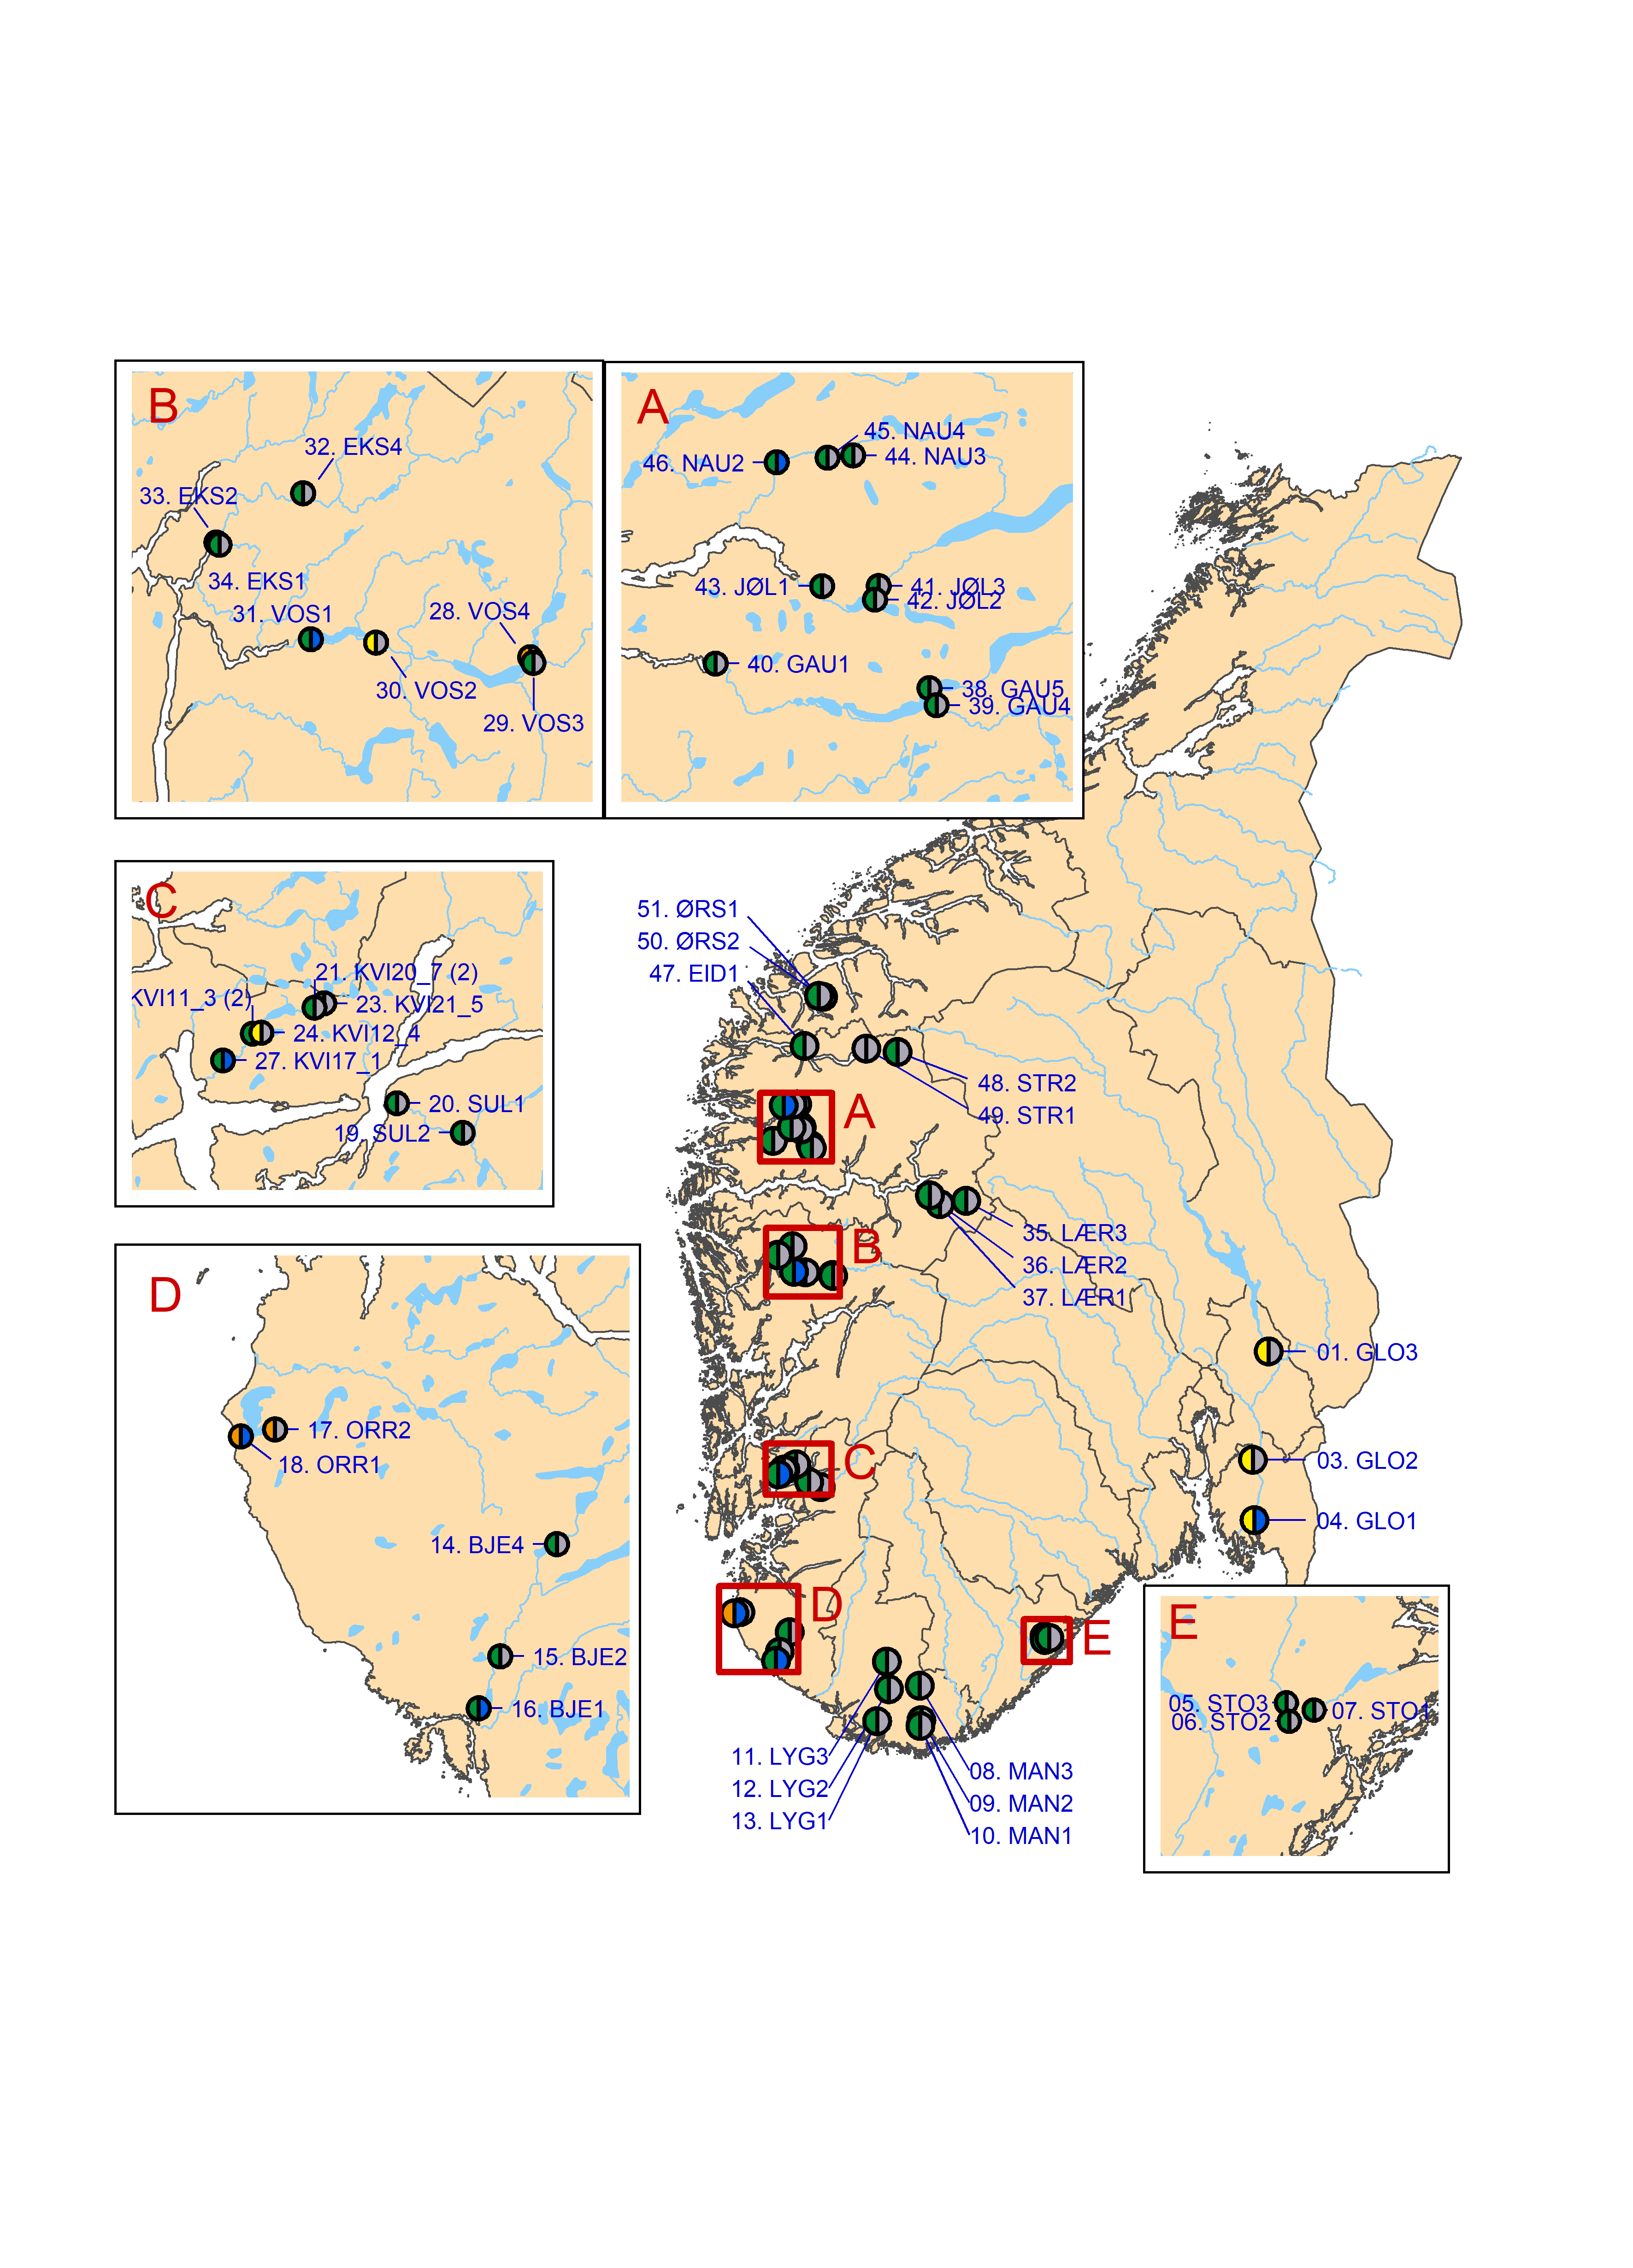 B
32. EKS4
33. EKS2
34. EKS1
31. VOS1
28. VOS4
30. VOS2
29. VOS3
A
45. NAU4
46. NAU2
44. NAU3
43. JØL1
41. JØL3
42. JØL2
40. GAU1
38. GAU5
39. GAU4
C
21. KVI20_7 (2)
KVI11_3 (2)
23. KVI21_5
24. KVI12_4
27. KVI17_1
20. SUL1
19. SUL2
D
17. ORR2
18. ORR1
14. BJE4
15. BJE2
16. BJE1
51. ØRS1
50. ØRS2
47. EID1
48. STR2
49. STR1
A
35. LÆR3
36. LÆR2
37. LÆR1
B
01. GLO3
C
03. GLO2
04. GLO1
D
E
11. LYG3
12. LYG2
13. LYG1
08. MAN3
09. MAN2
10. MAN1
E
05. STO3
06. STO2
07. STO1